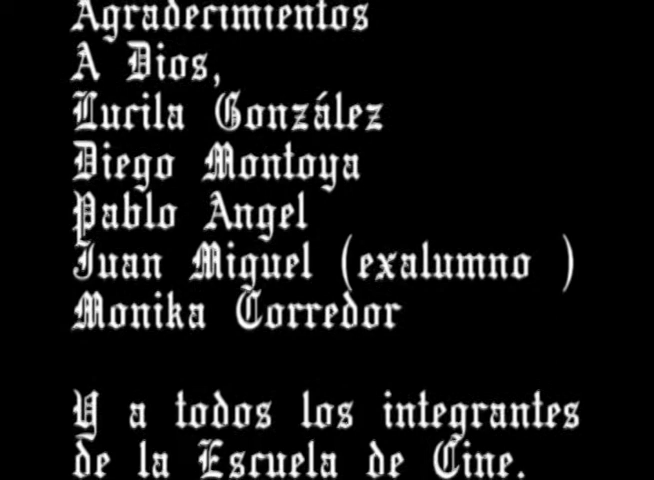 Agradecimientos
A Dios,
Lucila González
Diego Montoya
Pablo Angel
Juan Miguel (exalumno )
Monika Corredor
Y a todos los integrantes
de la Escuela de Cine.